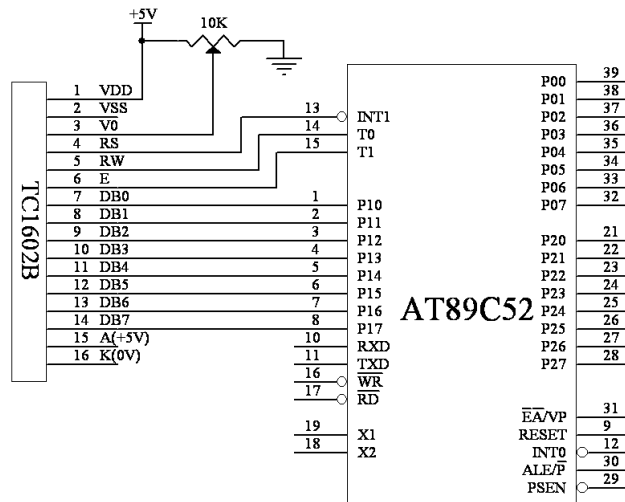 +5V
10K
1 VDD
2 VSS
3 V0
4 RS
5 RW
6 E
7 DB0
8 DB1
9 DB2
10 DB3
11 DB4
12 DB5
13 DB6
14 DB7
15 A(+5V)
16 K(0V)
TC1602B
13 INT1
14 T0
15 T1
1 P10
2 P11
3 P12
4 P13
5 P14
6 P15
7 P16
8 P17
10 RXD
11 TXD
16 WR
17 RD
19 X1
18 X2
AT89C52
P00 39
P01 38
P02 37
P03 36
P04 35
P05 34
P06 33
P07 32
P20 21
P21 22
P22 23
P23 24
P24 25
P25 26
P26 27
P27 28
EA/VP 31
RESET 9
INT0 12
ALE/P 30
PSEN 29